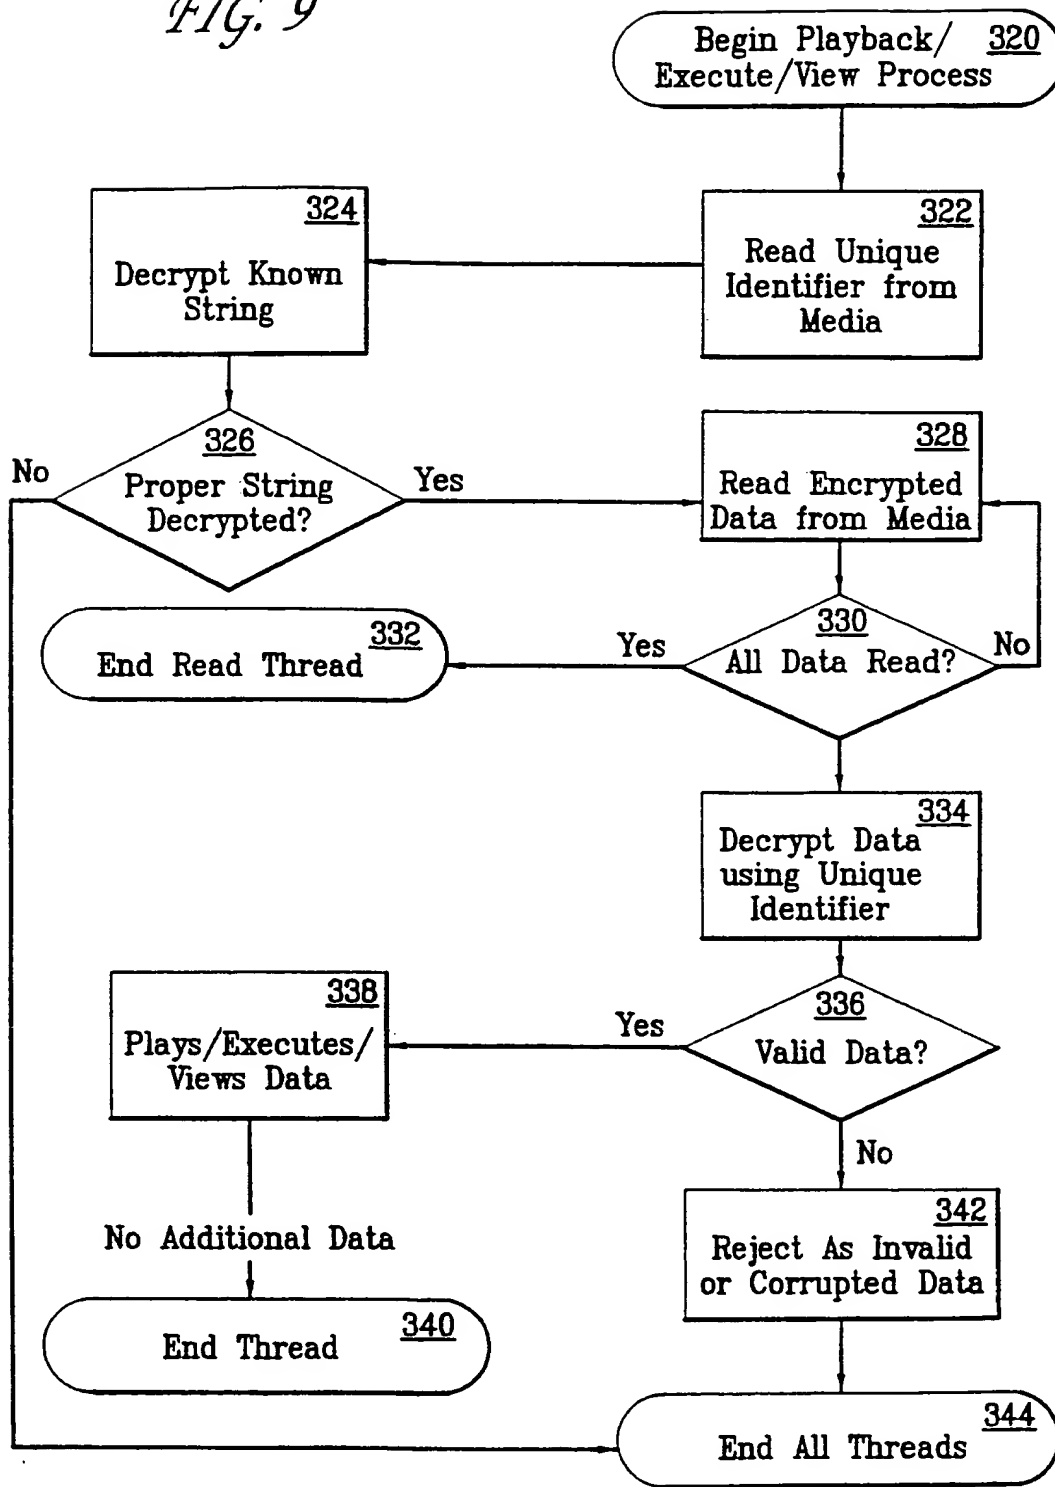 FIG. 9
Begin Playback/ 320
Execute/View Process
324
Decrypt Known
String
322
Read Unique
Identifier from
Media
326
Proper String
Decrypted?
No
Yes
328
Read Encrypted
Data from Media
330
All Data Read?
Yes
No
332
End Read Thread
334
Decrypt Data
using Unique
Identifier
336
Valid Data?
Yes
No
338
Plays/Executes/
Views Data
No Additional Data
340
End Thread
342
Reject As Invalid
or Corrupted Data
344
End All Threads